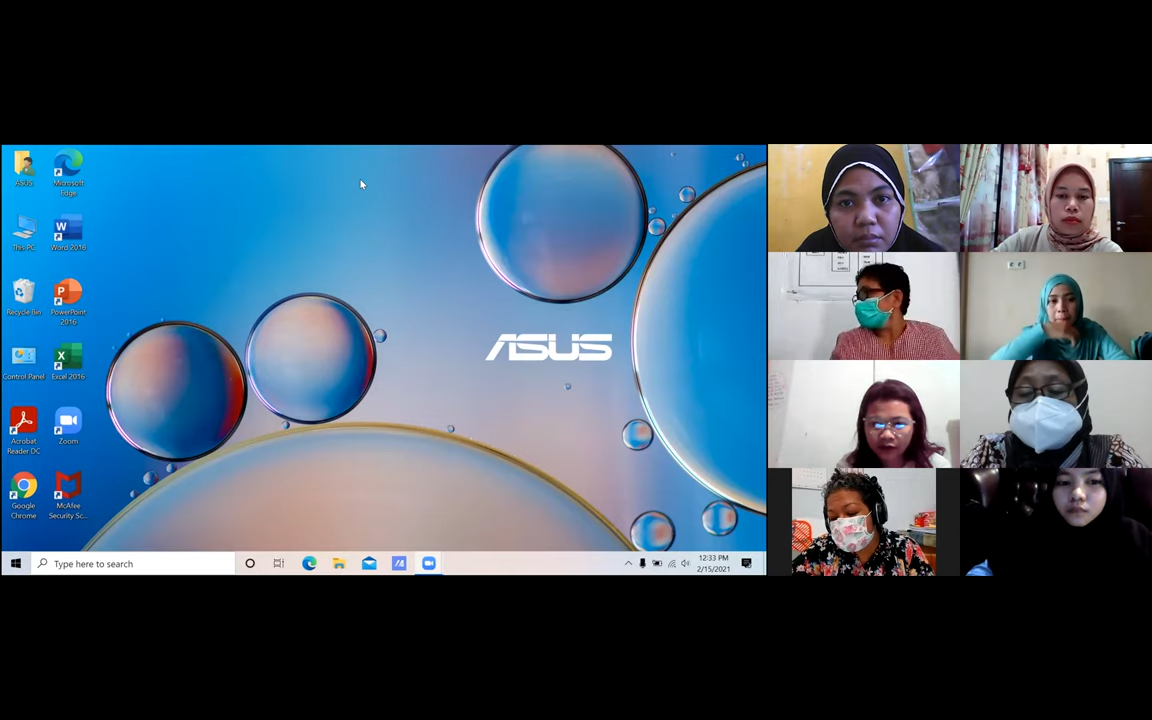 ASUS
Microsoft
Edge
This PC
Word 2016
Recycle Bin
PowerPoint
2016
Control Panel
Excel 2016
Acrobat
Reader DC
Zoom
Google
Chrome
McAfee
Security Sc...
ASUS
Type here to search
12:33 PM
2/15/2021